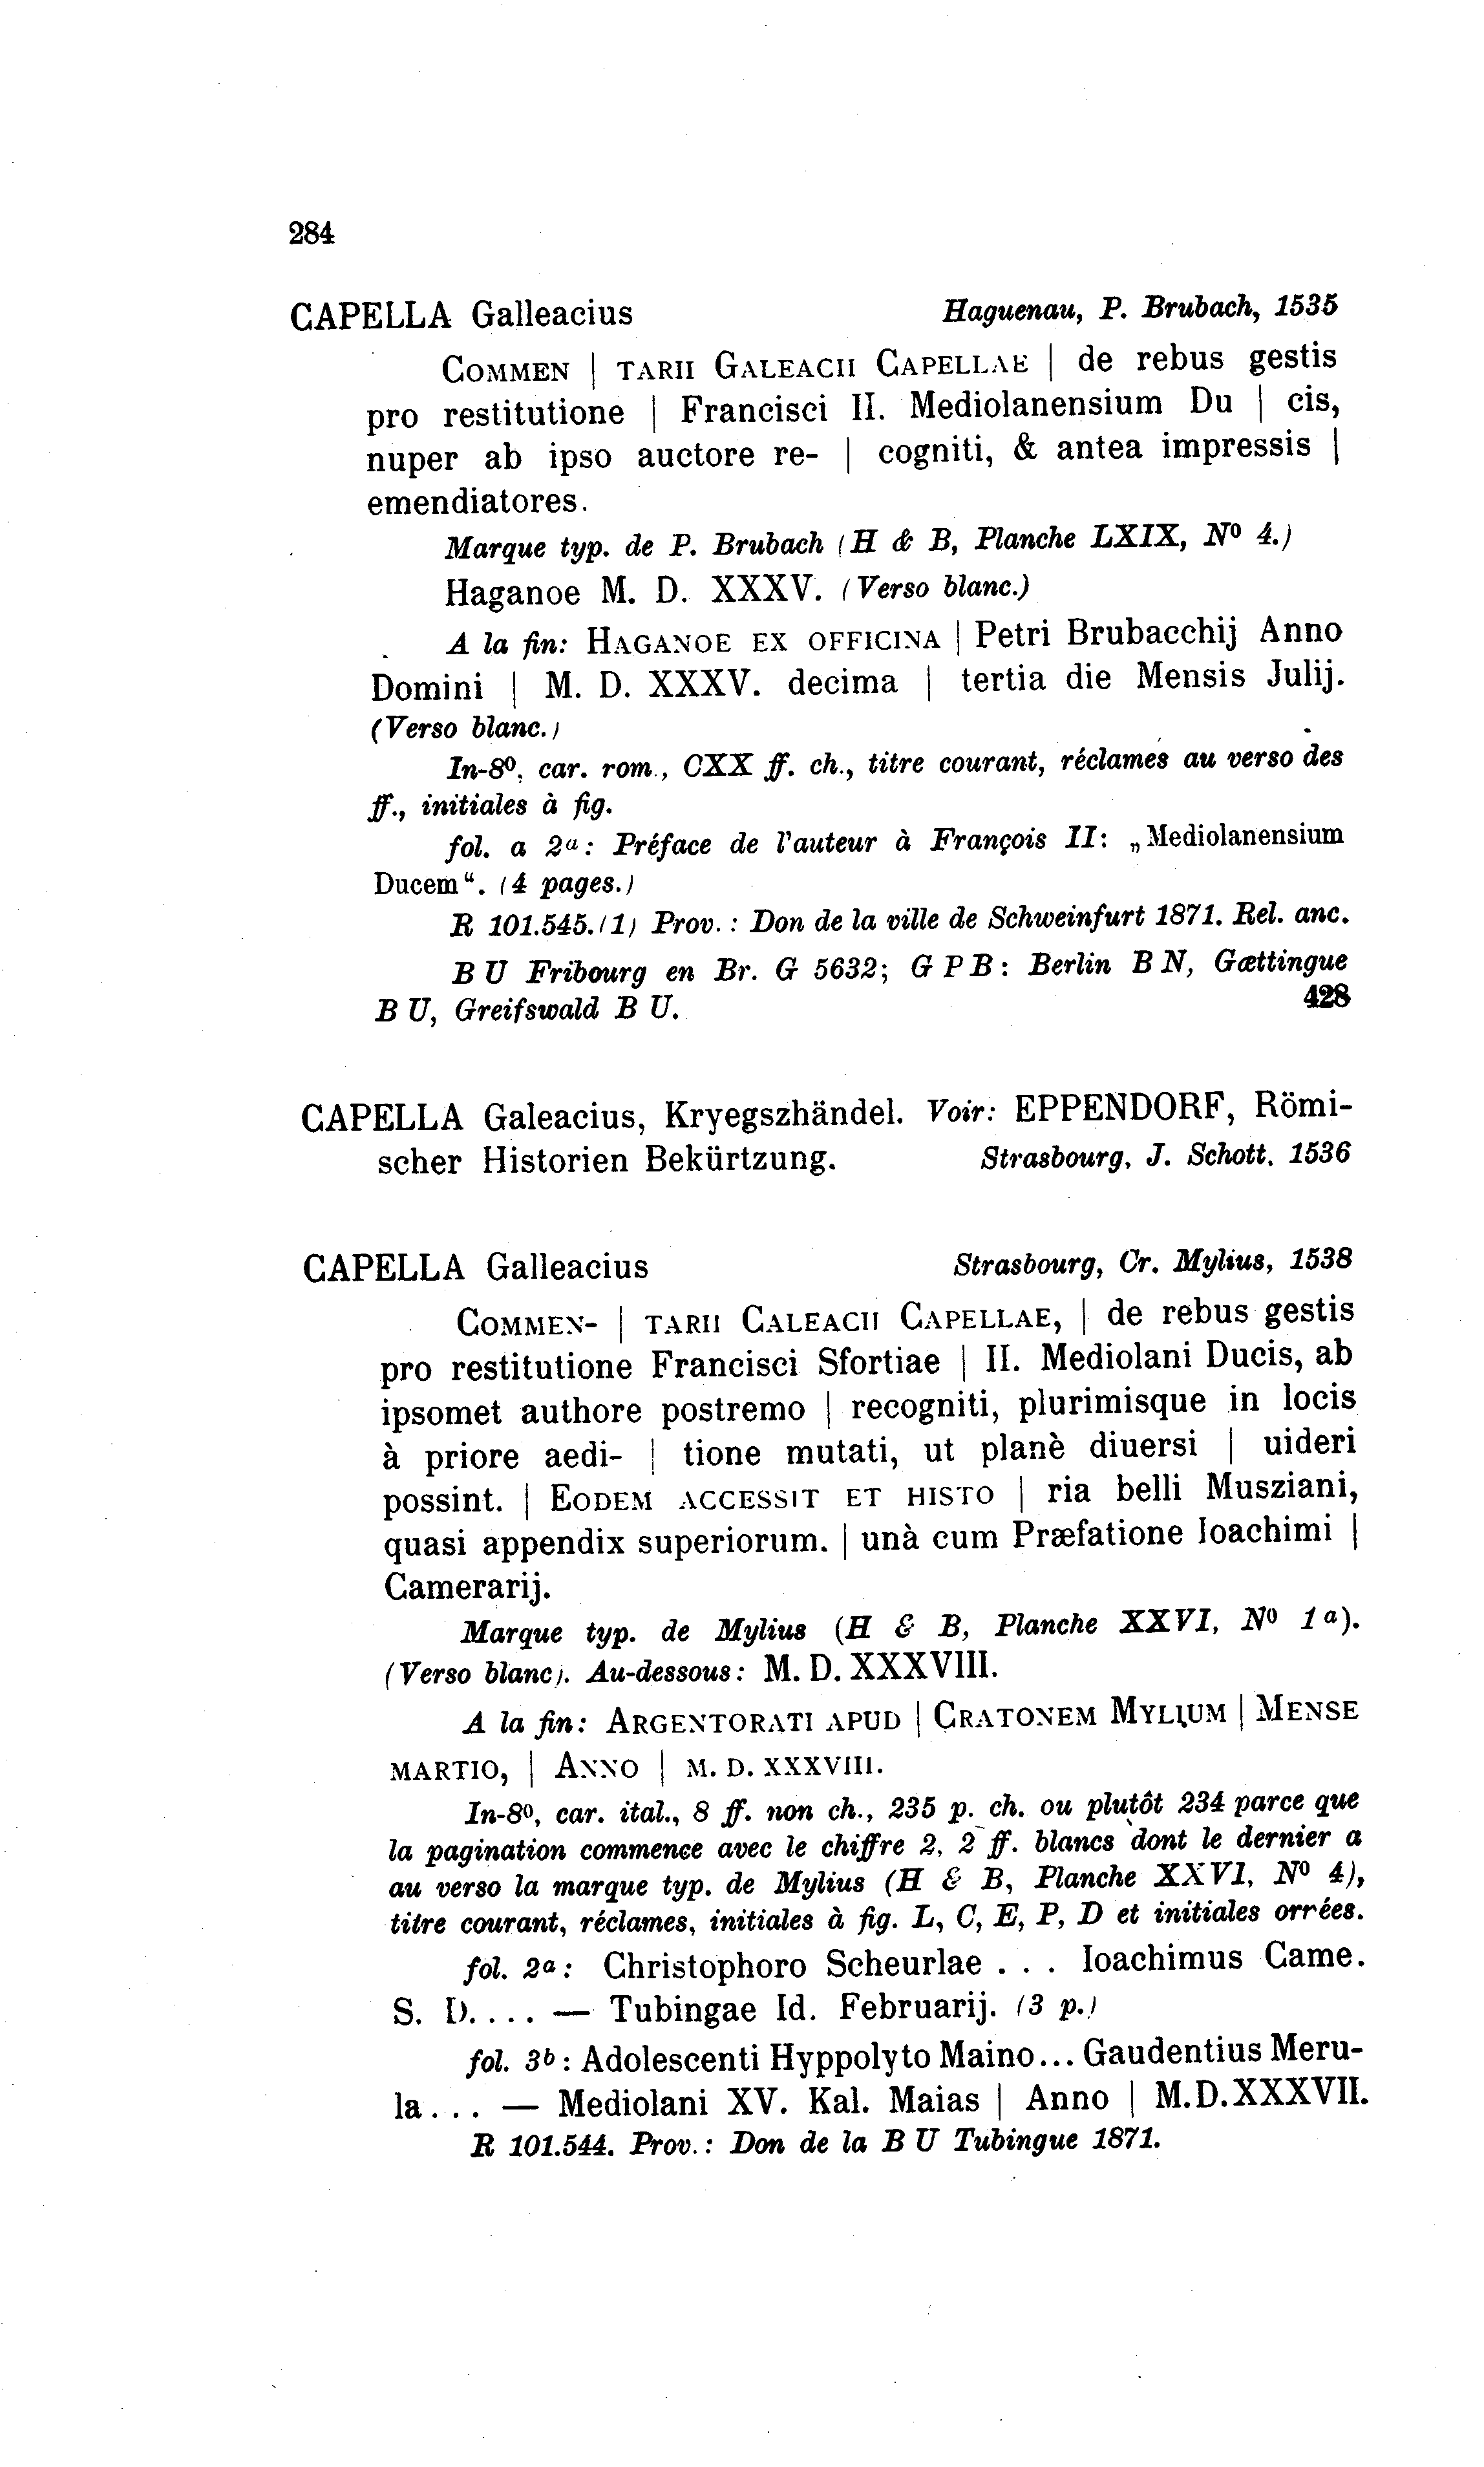 284
CAPELLA Galleacius Haguenau, P. Brubach, 1535
COMMEN | TARII GALEACII CAPELLAE | de rebus gestis
pro restitutione | Francisci II. Mediolanensium Du | cis,
nuper ab ipso auctore re- | cogniti, & antea impressis |
emendiatores.
Marque typ. de P. Brubach (H & B, Planche LXIX, Nº 4.)
Haganoe M. D. XXXV. (Verso blanc.)
A la fin: HAGANOE EX OFFICINA | Petri Brubacchij Anno
Domini | M. D. XXXV. decima | tertia die Mensis Julij.
(Verso blanc.)
In-8º, car. rom., CXX ff. ch., titre courant, réclames au verso des
ff., initiales à fig.
fol. a 2ª: Préface de l'auteur à François II: „Mediolanensium
Ducem“. (4 pages.)
R 101.545.(1) Prov.: Don de la ville de Schweinfurt 1871. Rel. anc.
B U Fribourg en Br. G 5632; G P B: Berlin B N, Gœttingue
B U, Greifswald B U. 428
CAPELLA Galeacius, Kryegszhändel. Voir: EPPENDORF, Römi-
scher Historien Bekürtzung. Strasbourg, J. Schott, 1536
CAPELLA Galleacius Strasbourg, Cr. Mylius, 1538
COMMEN- | TARII CALEACII CAPELLAE, | de rebus gestis
pro restitutione Francisci Sfortiae | II. Mediolani Ducis, ab
ipsomet authore postremo | recogniti, plurimisque in locis
à priore aedi- | tione mutati, ut planè diuersi | uideri
possint. | EODEM ACCESSIT ET HISTO | ria belli Musziani,
quasi appendix superiorum. | unà cum Præfatione Ioachimi |
Camerarij.
Marque typ. de Mylius (H & B, Planche XXVI, Nº 1ª).
(Verso blanc). Au-dessous: M. D. XXXVIII.
A la fin: ARGENTORATI APUD | CRATONEM MYLIUM | MENSE
MARTIO, | ANNO | M. D. XXXVIII.
In-8º, car. ital., 8 ff. non ch., 235 p. ch. ou plutôt 234 parce que
la pagination commence avec le chiffre 2, 2 ff. blancs dont le dernier a
au verso la marque typ. de Mylius (H & B, Planche XXVI, Nº 4),
titre courant, réclames, initiales à fig. L, C, E, P, D et initiales orrées.
fol. 2ª: Christophoro Scheurlae . . . Ioachimus Came.
S. D. . . . — Tubingae Id. Februarij. (3 p.)
fol. 3ᵇ: Adolescenti Hyppolyto Maino... Gaudentius Meru-
la... — Mediolani XV. Kal. Maias | Anno | M.D.XXXVII.
R 101.544. Prov.: Don de la B U Tubingue 1871.